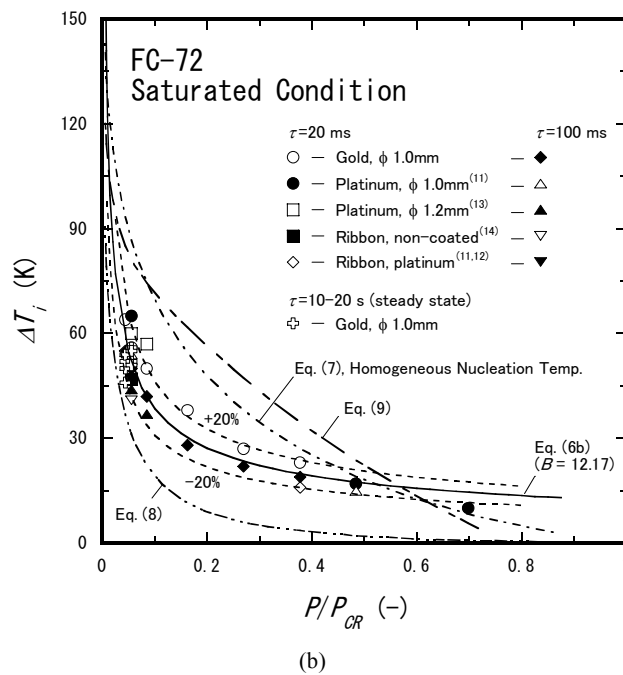 150
120
90
60
30
0
ΔT_i (K)
FC-72
Saturated Condition
τ=20 ms τ=100 ms
○ — Gold, ϕ 1.0mm — ◆
● — Platinum, ϕ 1.0mm⁽¹¹⁾ — △
□ — Platinum, ϕ 1.2mm⁽¹³⁾ — ▲
■ — Ribbon, non-coated⁽¹⁴⁾ — ▽
◇ — Ribbon, platinum⁽¹¹,¹²⁾ — ▼
τ=10-20 s (steady state)
— Gold, ϕ 1.0mm
Eq. (7), Homogeneous Nucleation Temp.
Eq. (9)
+20%
Eq. (6b)
(B = 12.17)
-20%
Eq. (8)
0 0.2 0.4 0.6 0.8
P/P_CR (-)
(b)